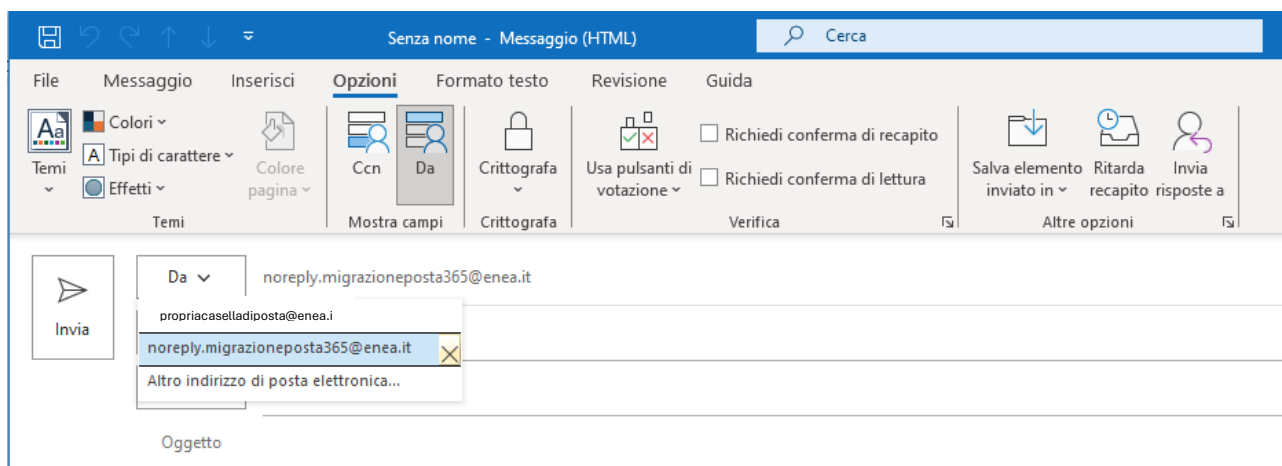 Senza nome - Messaggio (HTML)
Cerca
File Messaggio Inserisci Opzioni Formato testo Revisione Guida
Aa
Temi
Colori
A Tipi di carattere
Effetti
Colore
pagina
Temi
Ccn
Da
Mostra campi
Crittografa
Crittografa
Usa pulsanti di
votazione
Richiedi conferma di recapito
Richiedi conferma di lettura
Verifica
Salva elemento
inviato in
Ritarda
recapito
Invia
risposte a
Altre opzioni
Invia
Da
noreply.migrazioneposta365@enea.it
propriacaselladiposta@enea.i
noreply.migrazioneposta365@enea.it
Altro indirizzo di posta elettronica...
Oggetto